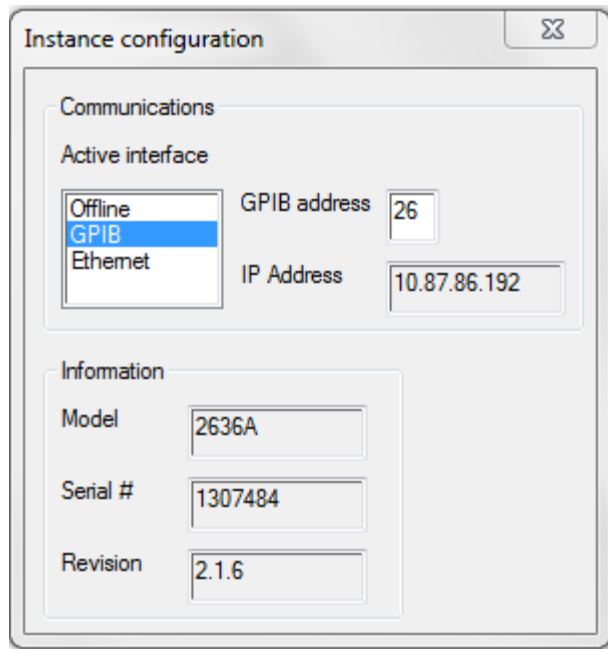 Instance configuration
Communications
Active interface
Offline
GPIB
Ethernet
GPIB address
26
IP Address
10.87.86.192
Information
Model
2636A
Serial #
1307484
Revision
2.1.6